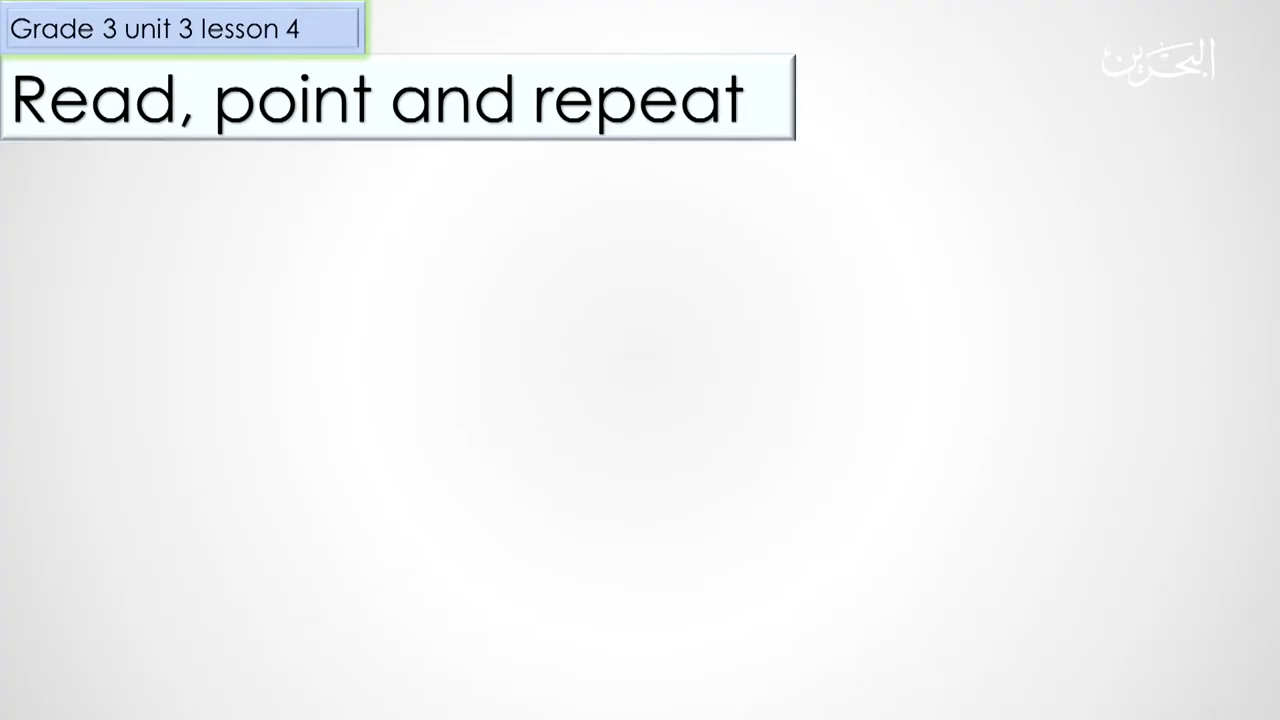 Grade 3 unit 3 lesson 4
Read, point and repeat
البحرين